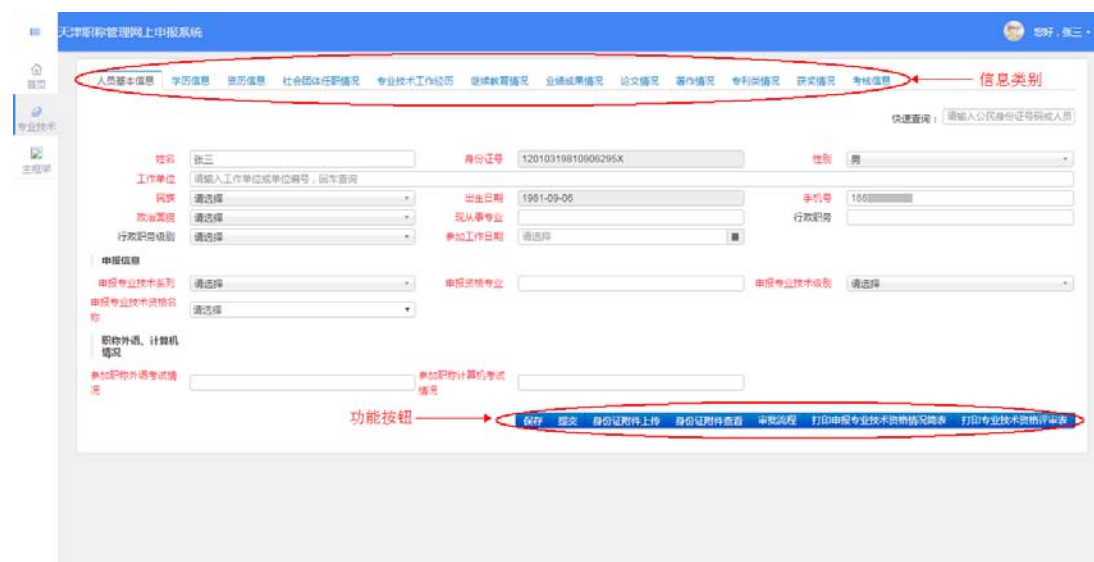 天津职称管理网上申报系统
您好，张三
首页
专业技术
主框架
人员基本信息 学历信息 资历信息 社会团体任职情况 专业技术工作经历 继续教育情况 业绩成果情况 论文情况 著作情况 专利类情况 获奖情况 考核信息
信息类别
快速查询： 请输入公民身份证号码或人员
姓名 张三 身份证号 12010319810906295X 性别 男
工作单位 请输入工作单位或单位编号，回车查询
民族 请选择 出生日期 1981-09-06 手机号 186
政治面貌 请选择 现从事专业 行政职务
行政职务级别 请选择 参加工作日期 请选择
申报信息
申报专业技术系列 请选择 申报资格专业 申报专业技术级别 请选择
申报专业技术资格名
称 请选择
职称外语、计算机
情况
参加职称外语考试情
况
参加职称计算机考试
情况
功能按钮
保存 提交 身份证附件上传 身份证附件查看 审批流程 打印申报专业技术资格情况简表 打印专业技术资格评审表